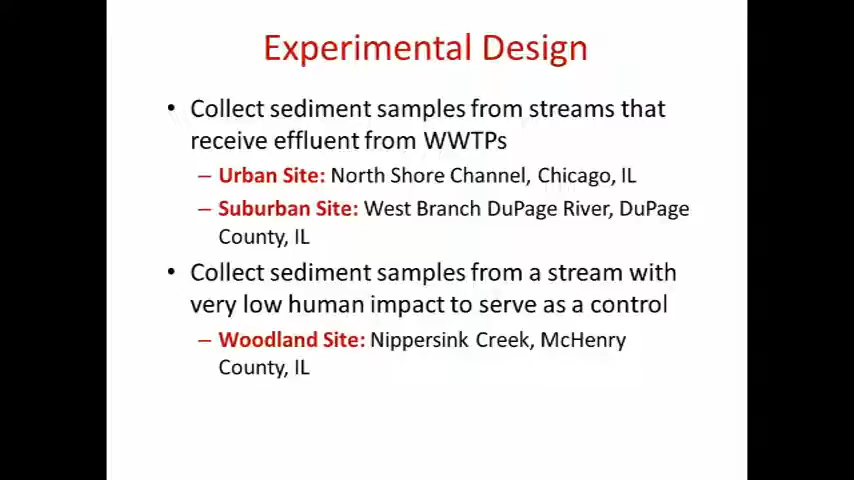 Experimental Design
• Collect sediment samples from streams that
receive effluent from WWTPs
– Urban Site: North Shore Channel, Chicago, IL
– Suburban Site: West Branch DuPage River, DuPage
County, IL
• Collect sediment samples from a stream with
very low human impact to serve as a control
– Woodland Site: Nippersink Creek, McHenry
County, IL